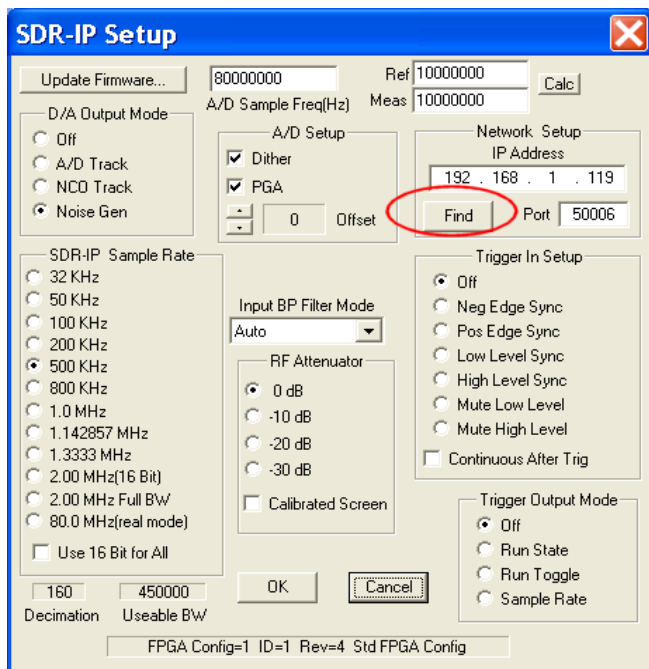 SDR-IP Setup
Update Firmware...
80000000
A/D Sample Freq(Hz)
Ref 10000000
Meas 10000000
Calc
D/A Output Mode
Off
A/D Track
NCO Track
Noise Gen
A/D Setup
Dither
PGA
0 Offset
Network Setup
IP Address
192 . 168 . 1 . 119
Find
Port 50006
SDR-IP Sample Rate
32 KHz
50 KHz
100 KHz
200 KHz
500 KHz
800 KHz
1.0 MHz
1.142857 MHz
1.3333 MHz
2.00 MHz(16 Bit)
2.00 MHz Full BW
80.0 MHz(real mode)
Use 16 Bit for All
Input BP Filter Mode
Auto
RF Attenuator
0 dB
-10 dB
-20 dB
-30 dB
Calibrated Screen
Trigger In Setup
Off
Neg Edge Sync
Pos Edge Sync
Low Level Sync
High Level Sync
Mute Low Level
Mute High Level
Continuous After Trig
Trigger Output Mode
Off
Run State
Run Toggle
Sample Rate
160
Decimation
450000
Useable BW
OK
Cancel
FPGA Config=1 ID=1 Rev=4 Std FPGA Config